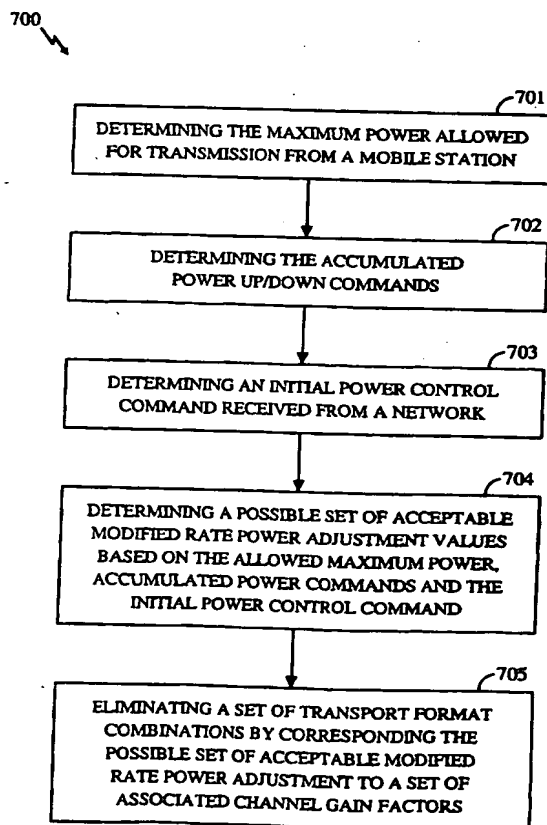 700
701
DETERMINING THE MAXIMUM POWER ALLOWED
FOR TRANSMISSION FROM A MOBILE STATION
702
DETERMINING THE ACCUMULATED
POWER UP/DOWN COMMANDS
703
DETERMINING AN INITIAL POWER CONTROL
COMMAND RECEIVED FROM A NETWORK
704
DETERMINING A POSSIBLE SET OF ACCEPTABLE
MODIFIED RATE POWER ADJUSTMENT VALUES
BASED ON THE ALLOWED MAXIMUM POWER,
ACCUMULATED POWER COMMANDS AND THE
INITIAL POWER CONTROL COMMAND
705
ELIMINATING A SET OF TRANSPORT FORMAT
COMBINATIONS BY CORRESPONDING THE
POSSIBLE SET OF ACCEPTABLE MODIFIED
RATE POWER ADJUSTMENT TO A SET OF
ASSOCIATED CHANNEL GAIN FACTORS